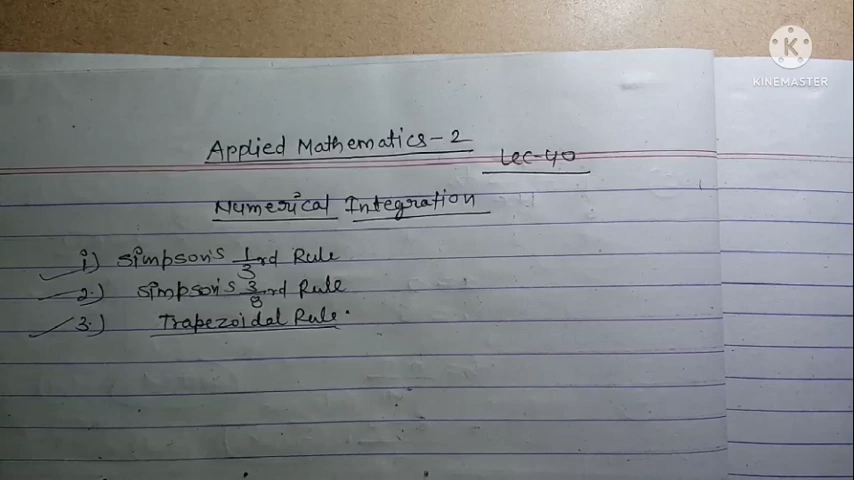 K
KINEMASTER
Applied Mathematics-2
Lec-40
Numerical Integration
i) Simpson's 1/3rd Rule
2.) Simpson's 3/8rd Rule
3.) Trapezoidal Rule.